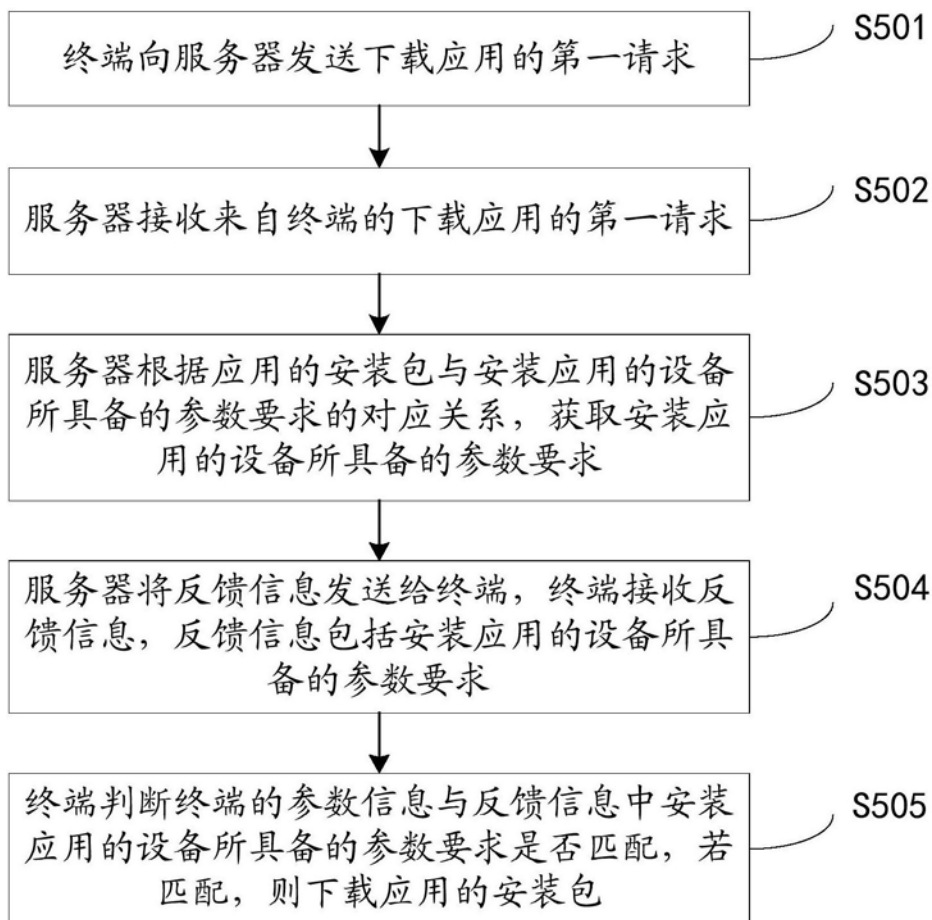 终端向服务器发送下载应用的第一请求
S501
服务器接收来自终端的下载应用的第一请求
S502
服务器根据应用的安装包与安装应用的设备
所具备的参数要求的对应关系，获取安装应
用的设备所具备的参数要求
S503
服务器将反馈信息发送给终端，终端接收反
馈信息，反馈信息包括安装应用的设备所具
备的参数要求
S504
终端判断终端的参数信息与反馈信息中安装
应用的设备所具备的参数要求是否匹配，若
匹配，则下载应用的安装包
S505